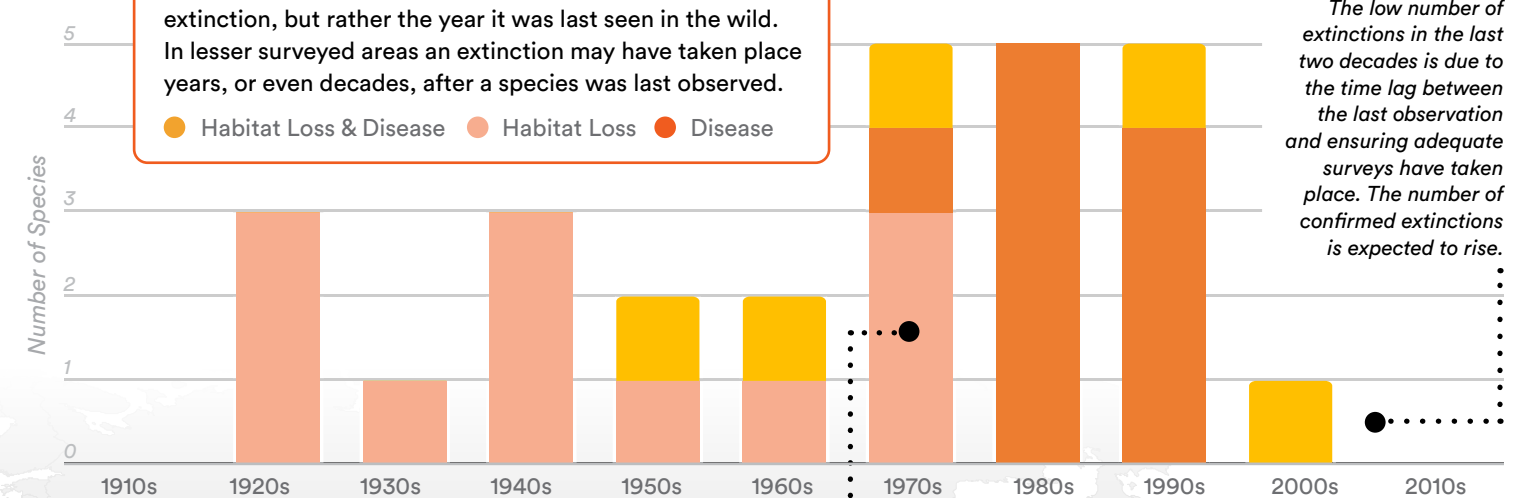 extinction, but rather the year it was last seen in the wild.
In lesser surveyed areas an extinction may have taken place
years, or even decades, after a species was last observed.
Habitat Loss & Disease Habitat Loss Disease
The low number of
extinctions in the last
two decades is due to
the time lag between
the last observation
and ensuring adequate
surveys have taken
place. The number of
confirmed extinctions
is expected to rise.
Number of Species
5
4
3
2
1
0
1910s 1920s 1930s 1940s 1950s 1960s 1970s 1980s 1990s 2000s 2010s